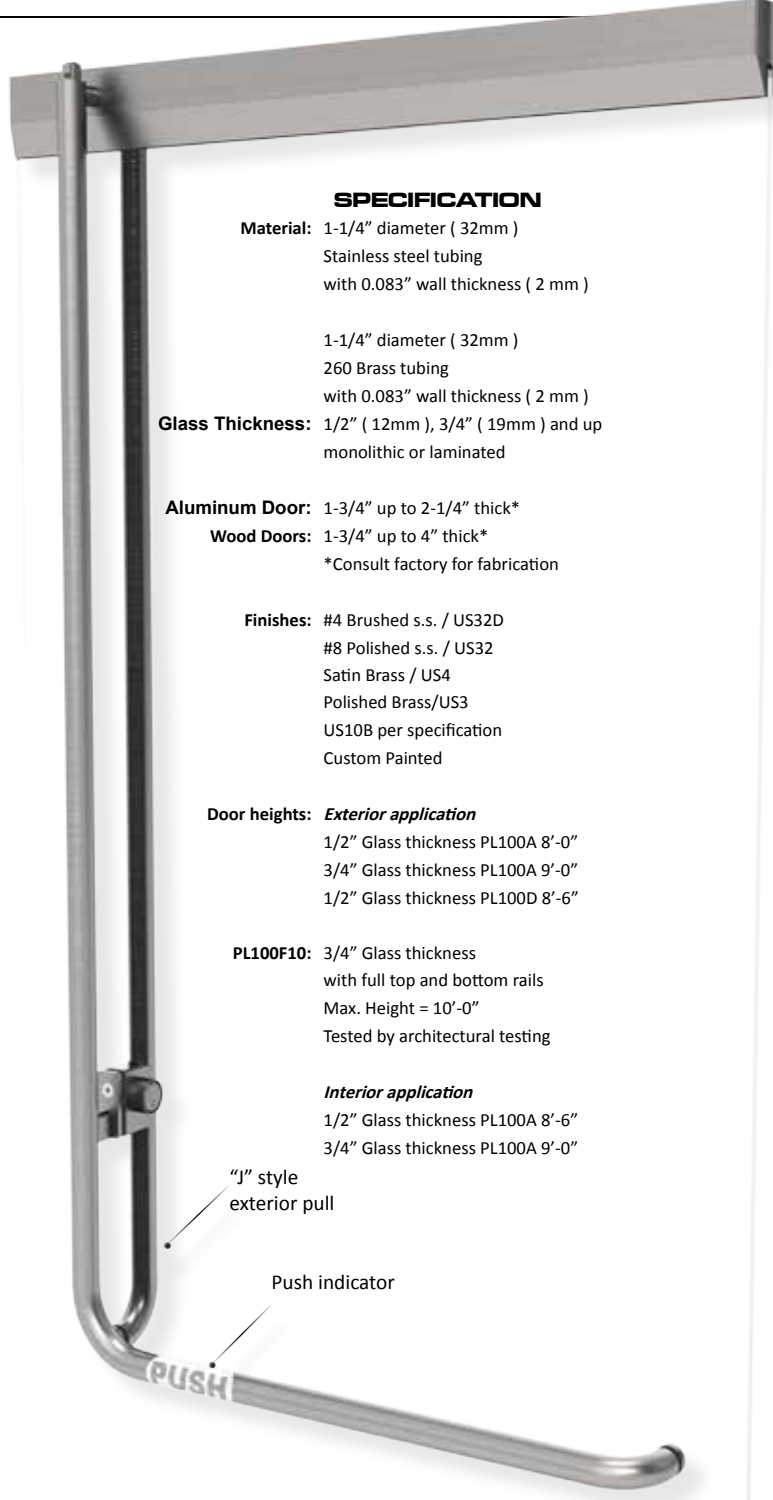 SPECIFICATION
Material: 1-1/4” diameter ( 32mm )
Stainless steel tubing
with 0.083” wall thickness ( 2 mm )
1-1/4” diameter ( 32mm )
260 Brass tubing
with 0.083” wall thickness ( 2 mm )
Glass Thickness: 1/2” ( 12mm ), 3/4” ( 19mm ) and up
monolithic or laminated
Aluminum Door: 1-3/4” up to 2-1/4” thick*
Wood Doors: 1-3/4” up to 4” thick*
*Consult factory for fabrication
Finishes: #4 Brushed s.s. / US32D
#8 Polished s.s. / US32
Satin Brass / US4
Polished Brass/US3
US10B per specification
Custom Painted
Door heights: Exterior application
1/2” Glass thickness PL100A 8’-0”
3/4” Glass thickness PL100A 9’-0”
1/2” Glass thickness PL100D 8’-6”
PL100F10: 3/4” Glass thickness
with full top and bottom rails
Max. Height = 10’-0”
Tested by architectural testing
Interior application
1/2” Glass thickness PL100A 8’-6”
3/4” Glass thickness PL100A 9’-0”
“J” style
exterior pull
Push indicator
PUSH